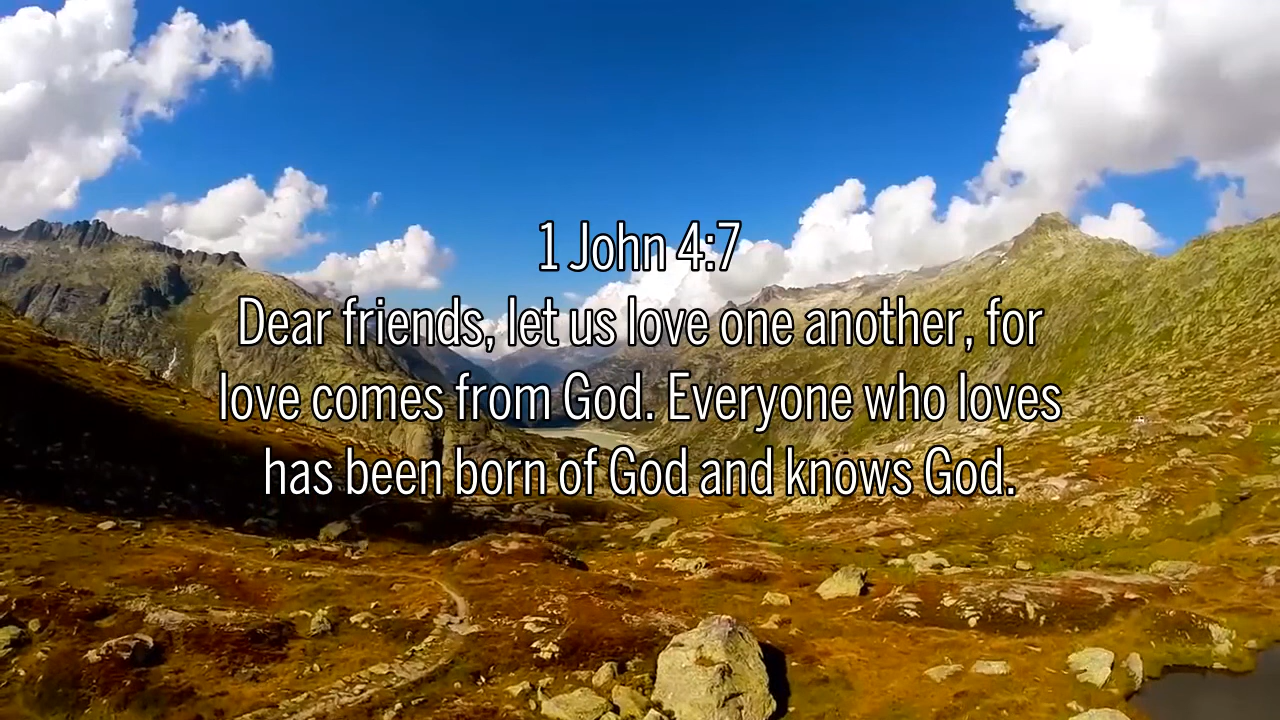 1 John 4:7
Dear friends, let us love one another, for
love comes from God. Everyone who loves
has been born of God and knows God.